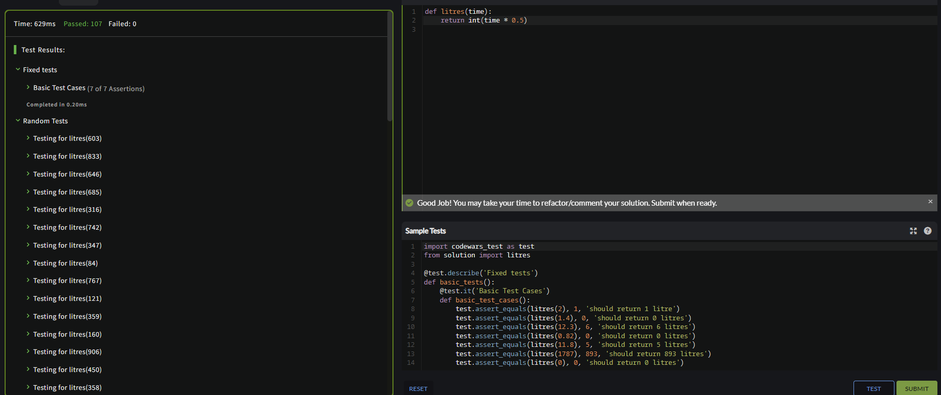 Time: 629ms Passed: 107 Failed: 0
Test Results:
Fixed tests
Basic Test Cases (7 of 7 Assertions)
Completed in 0.20ms
Random Tests
Testing for litres(603)
Testing for litres(833)
Testing for litres(646)
Testing for litres(685)
Testing for litres(316)
Testing for litres(742)
Testing for litres(347)
Testing for litres(84)
Testing for litres(767)
Testing for litres(121)
Testing for litres(359)
Testing for litres(160)
Testing for litres(906)
Testing for litres(450)
Testing for litres(358)
1 def litres(time):
2 return int(time * 0.5)
3
Good Job! You may take your time to refactor/comment your solution. Submit when ready.
Sample Tests
1 import codewars_test as test
2 from solution import litres
3
4 @test.describe('Fixed tests')
5 def basic_tests():
6 @test.it('Basic Test Cases')
7 def basic_test_cases():
8 test.assert_equals(litres(2), 1, 'should return 1 litre')
9 test.assert_equals(litres(1.4), 0, 'should return 0 litres')
10 test.assert_equals(litres(12.3), 6, 'should return 6 litres')
11 test.assert_equals(litres(0.82), 0, 'should return 0 litres')
12 test.assert_equals(litres(11.8), 5, 'should return 5 litres')
13 test.assert_equals(litres(1787), 893, 'should return 893 litres')
14 test.assert_equals(litres(0), 0, 'should return 0 litres')
RESET TEST SUBMIT